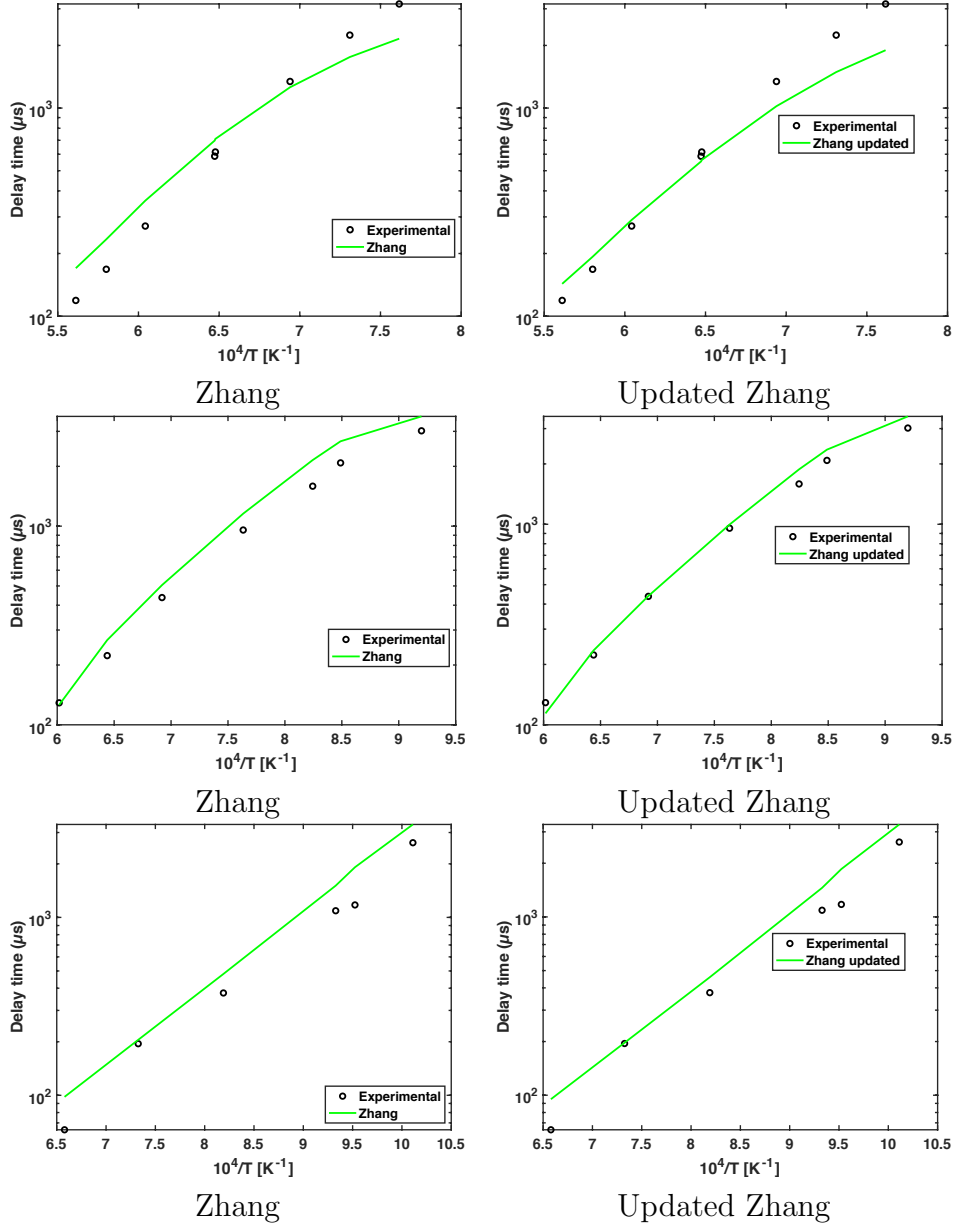 Delay time (μs)
10^3
10^2
Experimental
Zhang
5.5 6 6.5 7 7.5 8
10^4/T [K^-1]
Zhang
Delay time (μs)
10^3
10^2
Experimental
Zhang updated
5.5 6 6.5 7 7.5 8
10^4/T [K^-1]
Updated Zhang
Delay time (μs)
10^3
10^2
Experimental
Zhang
6 6.5 7 7.5 8 8.5 9 9.5
10^4/T [K^-1]
Zhang
Delay time (μs)
10^3
10^2
Experimental
Zhang updated
6 6.5 7 7.5 8 8.5 9 9.5
10^4/T [K^-1]
Updated Zhang
Delay time (μs)
10^3
10^2
Experimental
Zhang
6.5 7 7.5 8 8.5 9 9.5 10 10.5
10^4/T [K^-1]
Zhang
Delay time (μs)
10^3
10^2
Experimental
Zhang updated
6.5 7 7.5 8 8.5 9 9.5 10 10.5
10^4/T [K^-1]
Updated Zhang